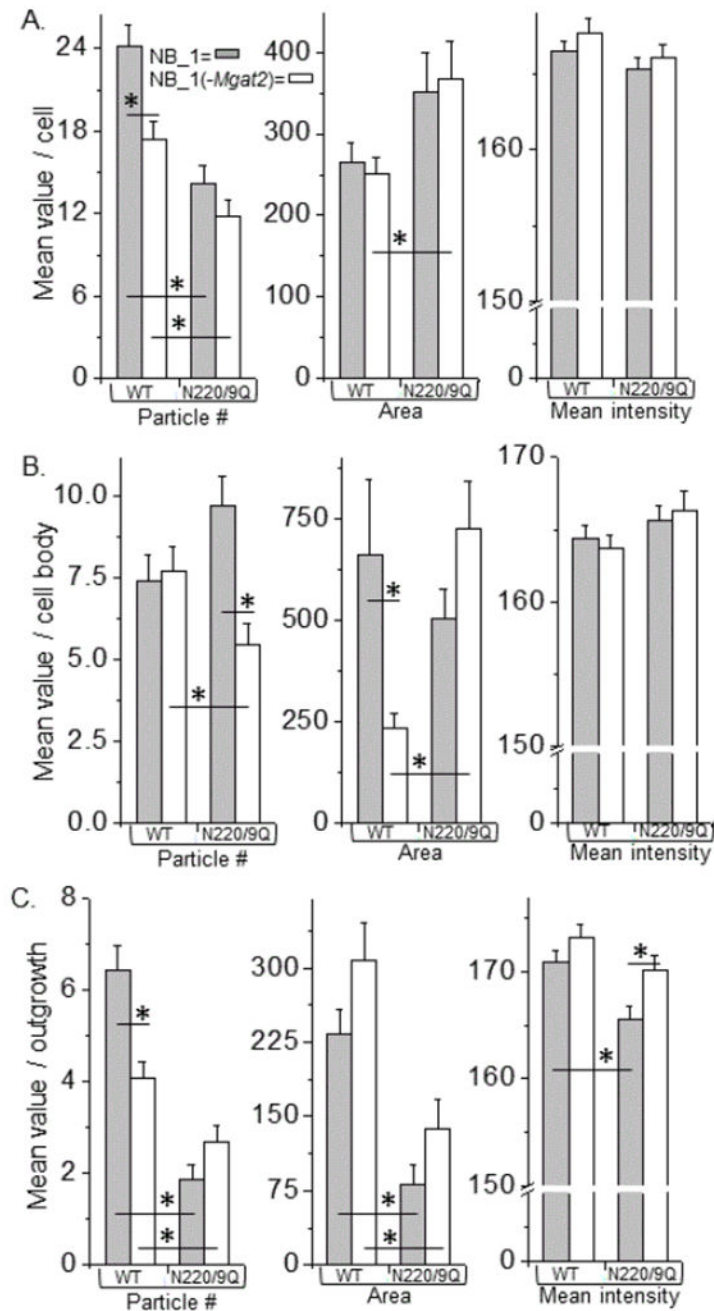 A.
Mean value / cell
24
18
12
6
0
NB_1=
NB_1(-Mgat2)=
*
*
*
WT
N220/9Q
Particle #
400
300
200
100
0
*
WT
N220/9Q
Area
160
150
0
WT
N220/9Q
Mean intensity
B.
Mean value / cell body
10.0
7.5
5.0
2.5
0.0
*
*
WT
N220/9Q
Particle #
750
500
250
0
*
*
WT
N220/9Q
Area
170
160
150
0
WT
N220/9Q
Mean intensity
C.
Mean value / outgrowth
8
6
4
2
0
*
*
*
WT
N220/9Q
Particle #
300
225
150
75
0
*
*
WT
N220/9Q
Area
170
160
150
0
*
*
WT
N220/9Q
Mean intensity